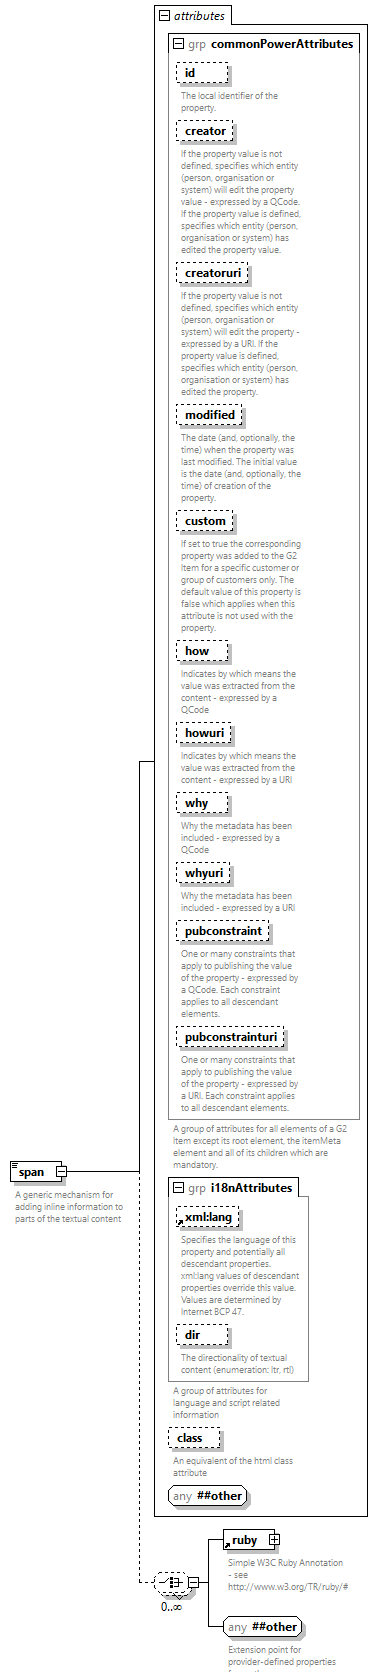 attributes
grp commonPowerAttributes
id
The local identifier of the
property.
creator
If the property value is not
defined, specifies which entity
(person, organisation or
system) will edit the property
value - expressed by a QCode.
If the property value is defined,
specifies which entity (person,
organisation or system) has
edited the property value.
creatoruri
If the property value is not
defined, specifies which entity
(person, organisation or
system) will edit the property -
expressed by a URI. If the
property value is defined,
specifies which entity (person,
organisation or system) has
edited the property.
modified
The date (and, optionally, the
time) when the property was
last modified. The initial value
is the date (and, optionally, the
time) of creation of the
property.
custom
If set to true the corresponding
property was added to the G2
Item for a specific customer or
group of customers only. The
default value of this property is
false which applies when this
attribute is not used with the
property.
how
Indicates by which means the
value was extracted from the
content - expressed by a
QCode
howuri
Indicates by which means the
value was extracted from the
content - expressed by a URI
why
Why the metadata has been
included - expressed by a
QCode
whyuri
Why the metadata has been
included - expressed by a URI
pubconstraint
One or many constraints that
apply to publishing the value
of the property - expressed by
a QCode. Each constraint
applies to all descendant
elements.
pubconstrainturi
One or many constraints that
apply to publishing the value
of the property - expressed by
a URI. Each constraint applies
to all descendant elements.
A group of attributes for all elements of a G2
Item except its root element, the itemMeta
element and all of its children which are
mandatory.
span
A generic mechanism for
adding inline information to
parts of the textual content
grp i18nAttributes
xml:lang
Specifies the language of this
property and potentially all
descendant properties.
xml:lang values of descendant
properties override this value.
Values are determined by
Internet BCP 47.
dir
The directionality of textual
content (enumeration: ltr, rtl)
A group of attributes for
language and script related
information
class
An equivalent of the html class
attribute
any ##other
ruby
Simple W3C Ruby Annotation
- see
http://www.w3.org/TR/ruby/#
0..∞
any ##other
Extension point for
provider-defined properties